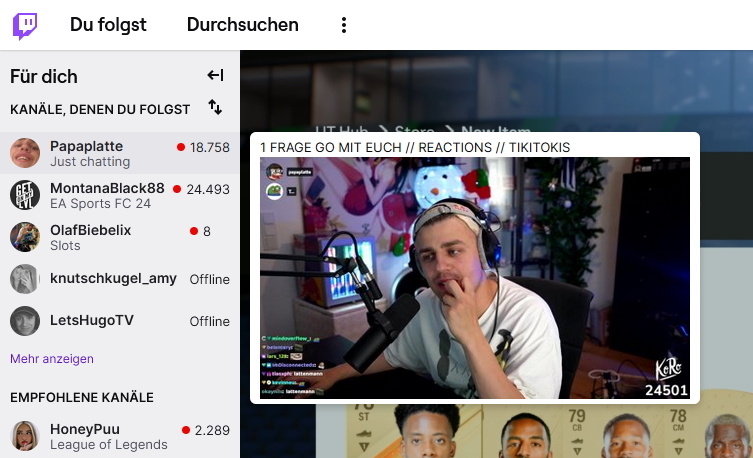 Du folgst
Durchsuchen
Für dich
KANÄLE, DENEN DU FOLGST
Papaplatte
18.758
Just chatting
MontanaBlack88
24.493
EA Sports FC 24
OlafBiebelix
8
Slots
knutschkugel_amy
Offline
LetsHugoTV
Offline
Mehr anzeigen
EMPFOHLENE KANÄLE
HoneyPuu
2.289
League of Legends
UT Hub > Store > New Item
1 FRAGE GO MIT EUCH // REACTIONS // TIKITOKIS
papaplatte
KoRo
24501
ST
79
CB
78
CM